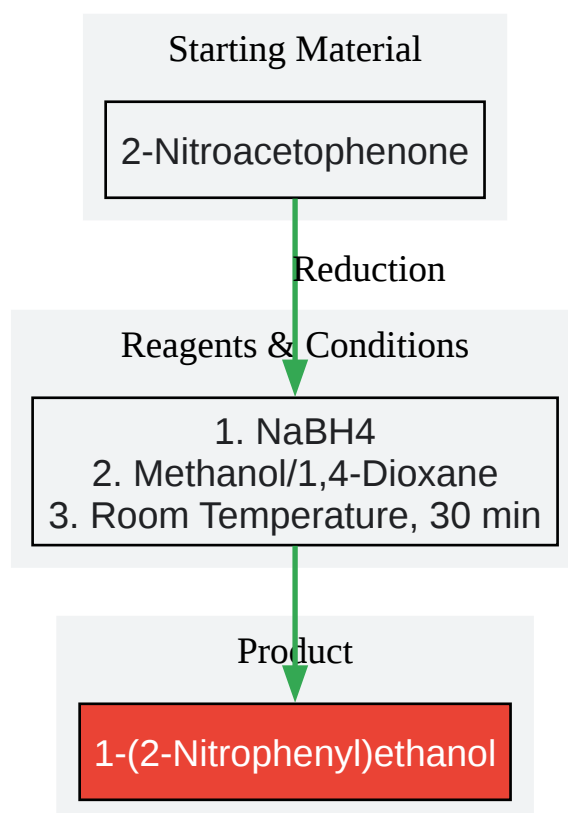 Starting Material
2-Nitroacetophenone
Reduction
Reagents & Conditions
1. NaBH4
2. Methanol/1,4-Dioxane
3. Room Temperature, 30 min
Product
1-(2-Nitrophenyl)ethanol